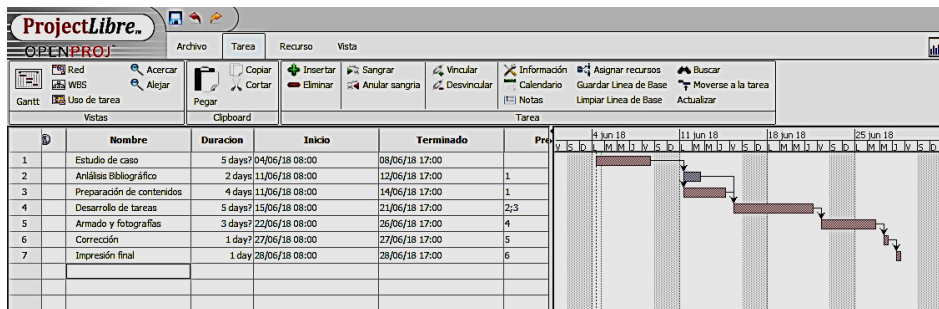 ProjectLibre™
OPENPROJ
Archivo Tarea Recurso Vista
Red Acercar Copiar Insertar Sangrar Vincular Información Asignar recursos Buscar
WBS Alejar Cortar Eliminar Anular sangria Desvincular Calendario Guardar Linea de Base Moverse a la tarea
Gantt Uso de tarea Pegar Notas Limpiar Linea de Base Actualizar
Vistas Clipboard Tarea
Nombre Duracion Inicio Terminado Pre
4 jun 18 11 jun 18 18 jun 18 25 jun 18
V S D L M M J V S D L M M J V S D L M M J V S D L M M J V S D
1 Estudio de caso 5 days? 04/06/18 08:00 08/06/18 17:00
2 Anlálisis Bibliográfico 2 days 11/06/18 08:00 12/06/18 17:00 1
3 Preparación de contenidos 4 days 11/06/18 08:00 14/06/18 17:00 1
4 Desarrollo de tareas 5 days? 15/06/18 08:00 21/06/18 17:00 2;3
5 Armado y fotografías 3 days? 22/06/18 08:00 26/06/18 17:00 4
6 Corrección 1 day? 27/06/18 08:00 27/06/18 17:00 5
7 Impresión final 1 day 28/06/18 08:00 28/06/18 17:00 6